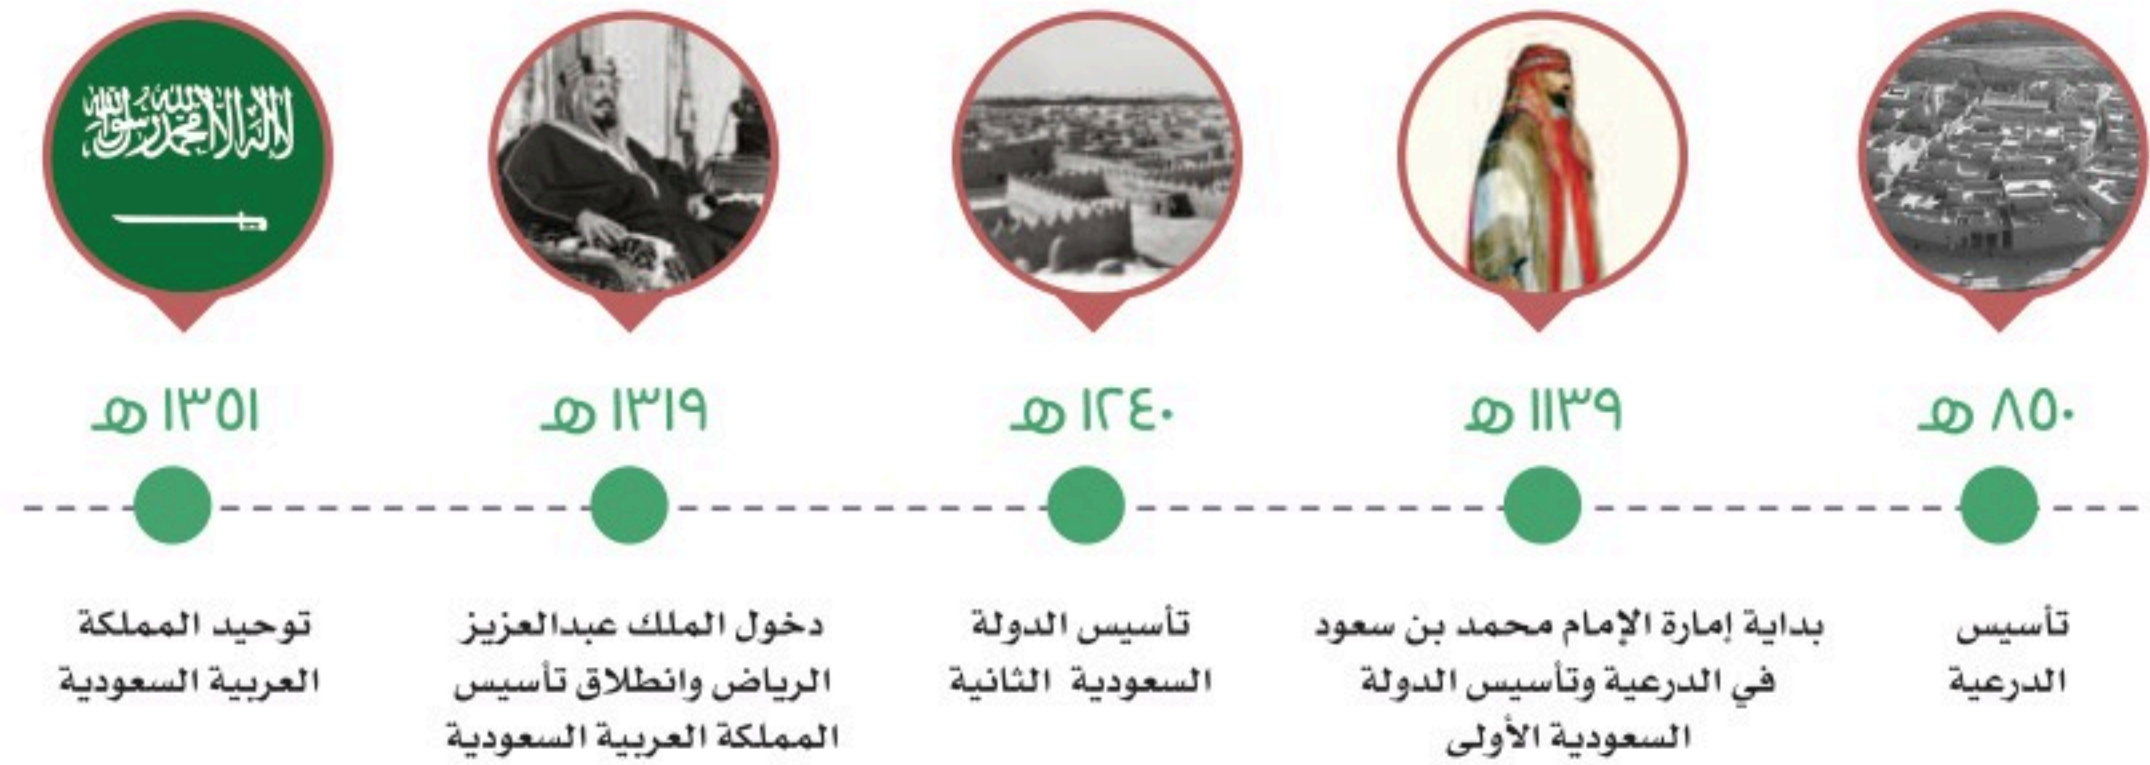 لا إله إلا الله محمد رسول الله
٨٥٠ هـ
تأسيس
الدرعية
١١٣٩ هـ
بداية إمارة الإمام محمد بن سعود
في الدرعية وتأسيس الدولة
السعودية الأولى
١٢٤٠ هـ
تأسيس الدولة
السعودية الثانية
١٣١٩ هـ
دخول الملك عبدالعزيز
الرياض وانطلاق تأسيس
المملكة العربية السعودية
١٣٥١ هـ
توحيد المملكة
العربية السعودية